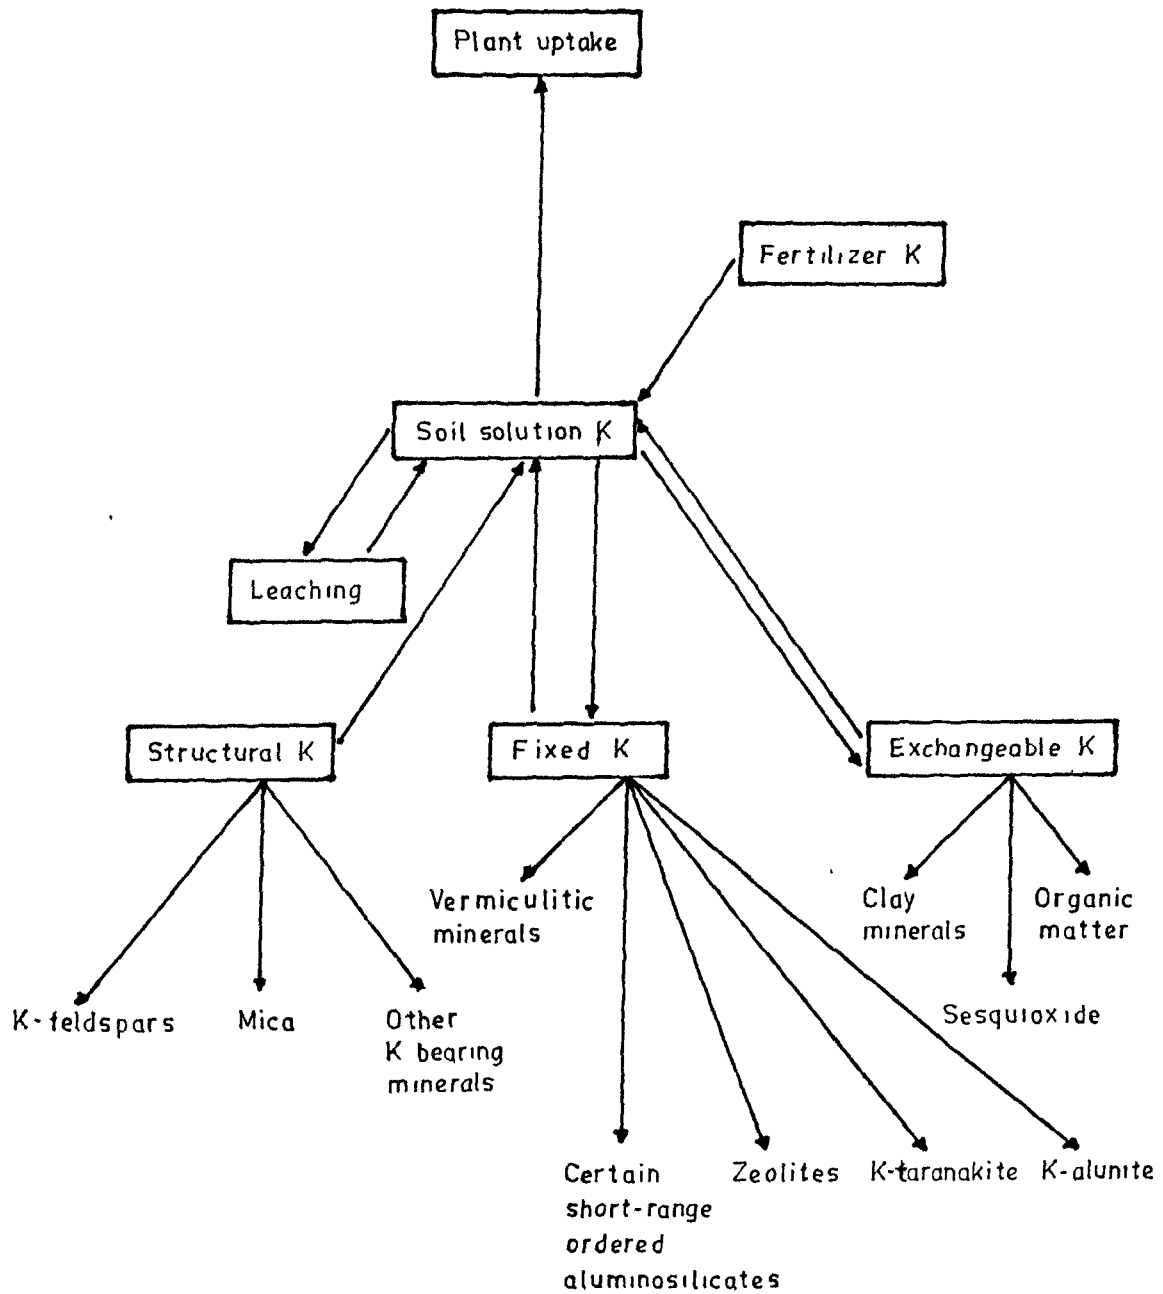 Plant uptake
Fertilizer K
Soil solution K
Leaching
Structural K
Fixed K
Exchangeable K
Vermiculitic
minerals
Clay
minerals
Organic
matter
K-feldspars
Mica
Other
K bearing
minerals
Sesquioxide
Certain
short-range
ordered
aluminosilicates
Zeolites
K-taranakite
K-alunite